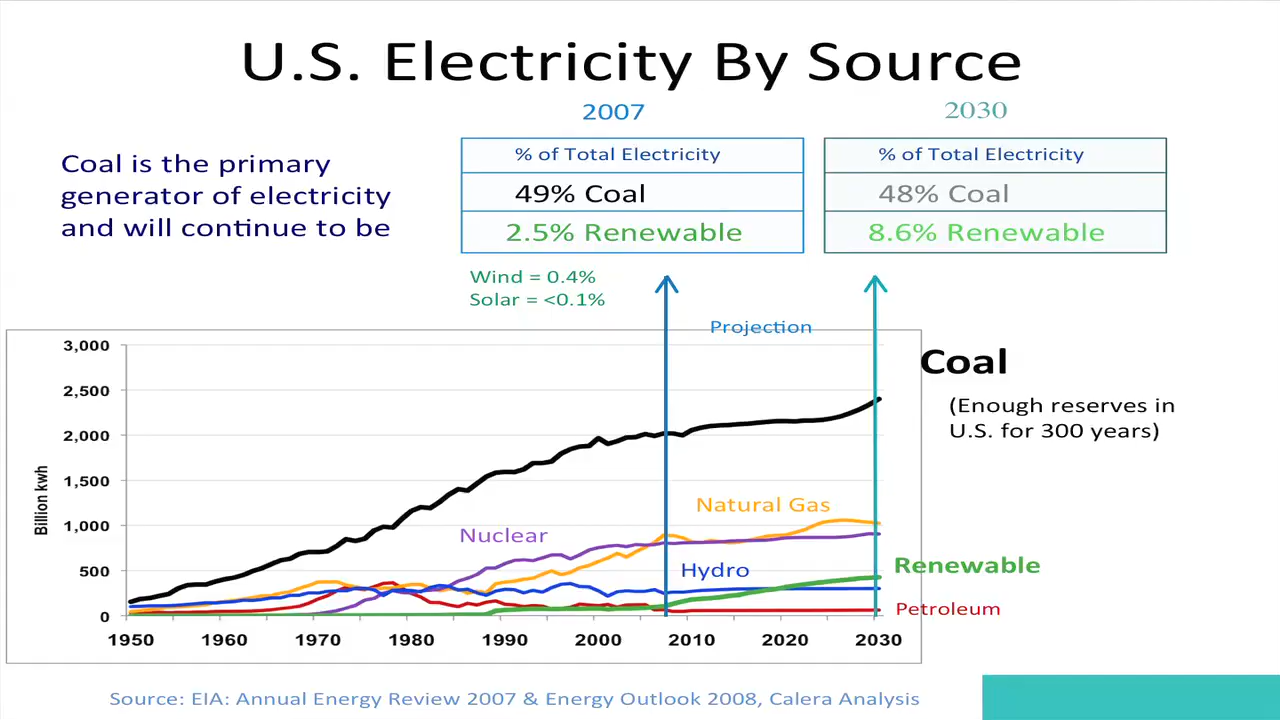 U.S. Electricity By Source
2007
2030
Coal is the primary
generator of electricity
and will continue to be
% of Total Electricity
49% Coal
2.5% Renewable
% of Total Electricity
48% Coal
8.6% Renewable
Wind = 0.4%
Solar = <0.1%
Projection
Coal
(Enough reserves in
U.S. for 300 years)
Billion kwh
3,000
2,500
2,000
1,500
1,000
500
0
Natural Gas
Nuclear
Hydro
Renewable
Petroleum
1950 1960 1970 1980 1990 2000 2010 2020 2030
Source: EIA: Annual Energy Review 2007 & Energy Outlook 2008, Calera Analysis